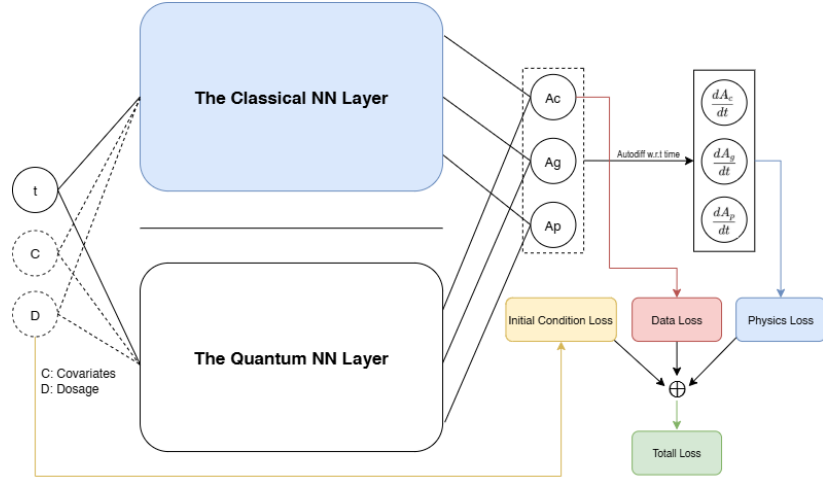 The Classical NN Layer
Ac
Ag
Ap
Autodiff w.r.t time
dA_c
dt
dA_g
dt
dA_p
dt
t
C
D
C: Covariates
D: Dosage
The Quantum NN Layer
Initial Condition Loss
Data Loss
Physics Loss
⊕
Totall Loss